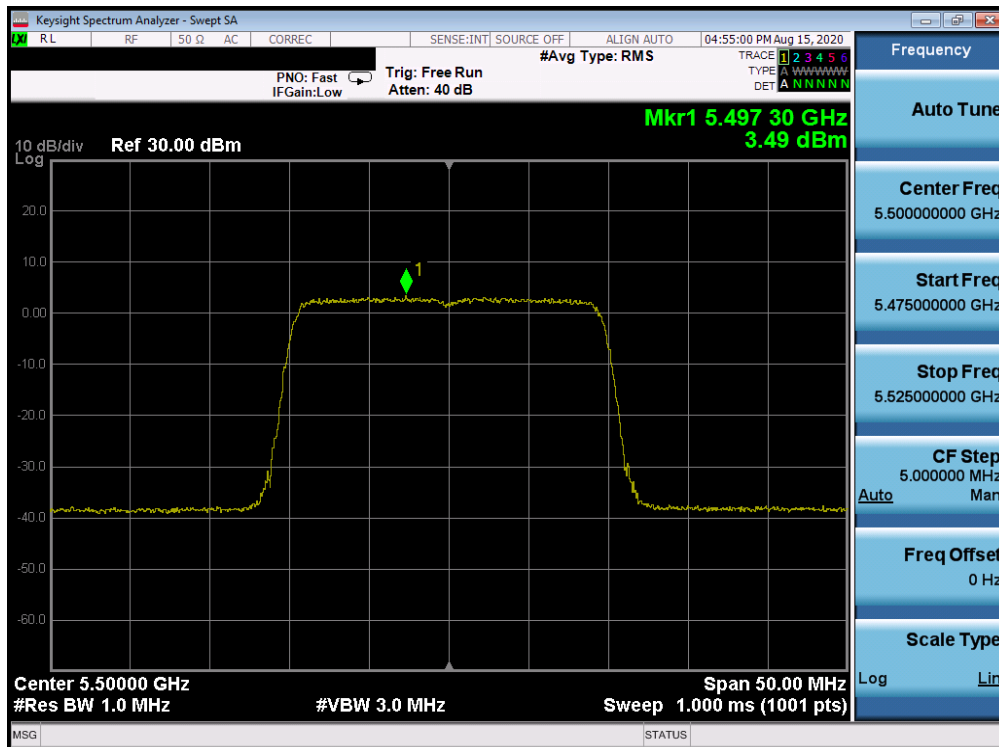 Keysight Spectrum Analyzer - Swept SA
LXI RL RF 50 Ω AC CORREC SENSE:INT SOURCE OFF ALIGN AUTO 04:55:00 PM Aug 15, 2020
#Avg Type: RMS
TRACE 1 2 3 4 5 6
PNO: Fast Trig: Free Run TYPE A WWWWW
IFGain:Low Atten: 40 dB DET A N N N N N
Mkr1 5.497 30 GHz
3.49 dBm
10 dB/div Ref 30.00 dBm
Log
20.0
10.0
1
0.00
-10.0
-20.0
-30.0
-40.0
-50.0
-60.0
Center 5.50000 GHz Span 50.00 MHz
#Res BW 1.0 MHz #VBW 3.0 MHz Sweep 1.000 ms (1001 pts)
MSG STATUS
Frequency
Auto Tune
Center Freq
5.500000000 GHz
Start Freq
5.475000000 GHz
Stop Freq
5.525000000 GHz
CF Step
5.000000 MHz
Auto Man
Freq Offset
0 Hz
Scale Type
Log Lin